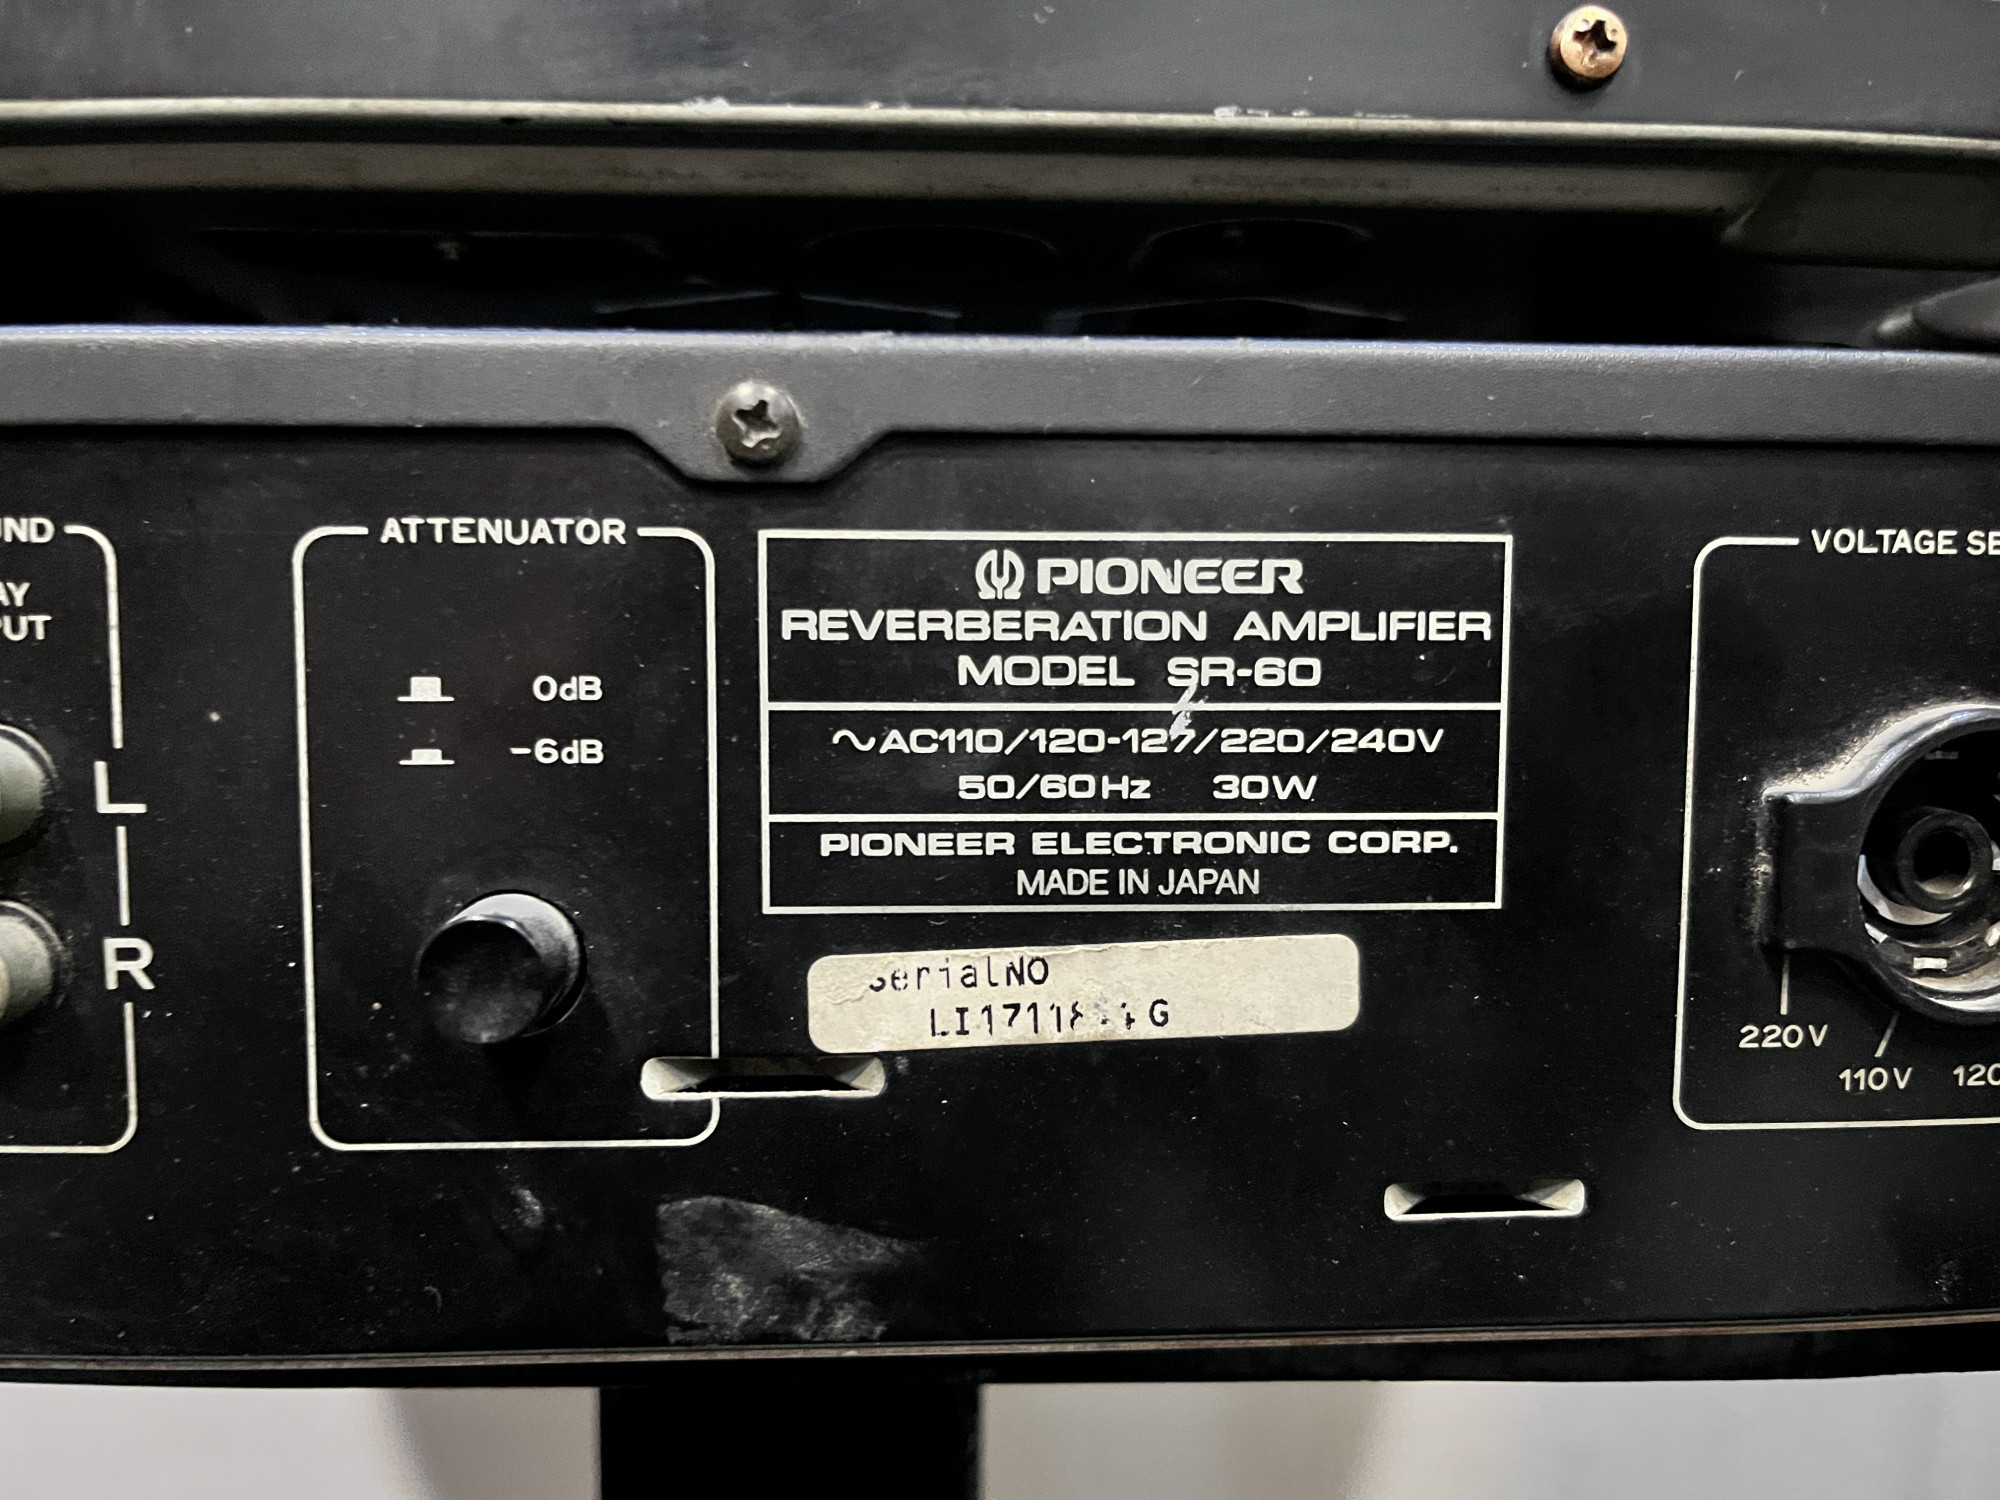 ATTENUATOR
0dB
-6dB
L
R
PIONEER
REVERBERATION AMPLIFIER
MODEL SR-60
~AC110/120-127/220/240V
50/60Hz 30W
PIONEER ELECTRONIC CORP.
MADE IN JAPAN
SerialNO
VOLTAGE
220V
110V